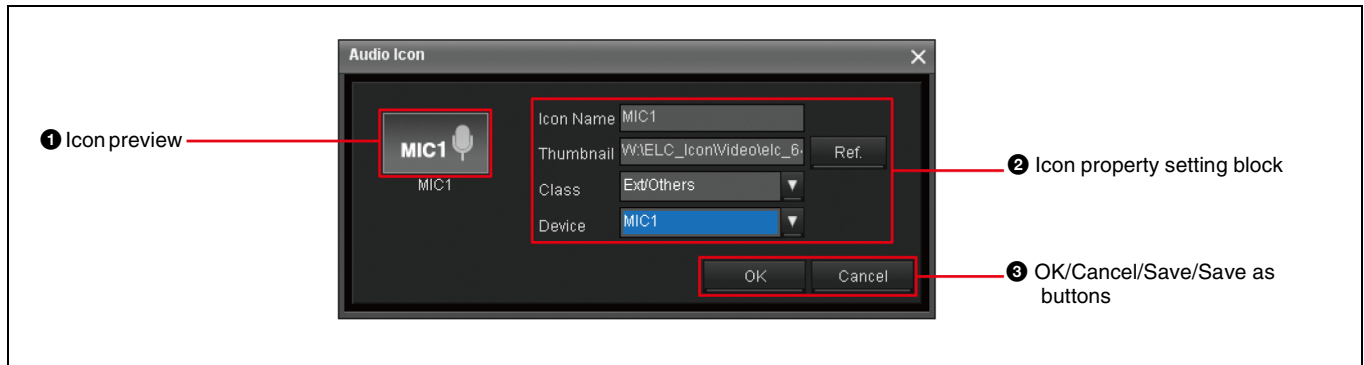 Audio Icon
❶ Icon preview
MIC1
MIC1
Icon Name MIC1
Thumbnail W:\ELC_Icon\Video\elc_6 Ref.
Class Ext/Others
Device MIC1
OK Cancel
❷ Icon property setting block
❸ OK/Cancel/Save/Save as
buttons